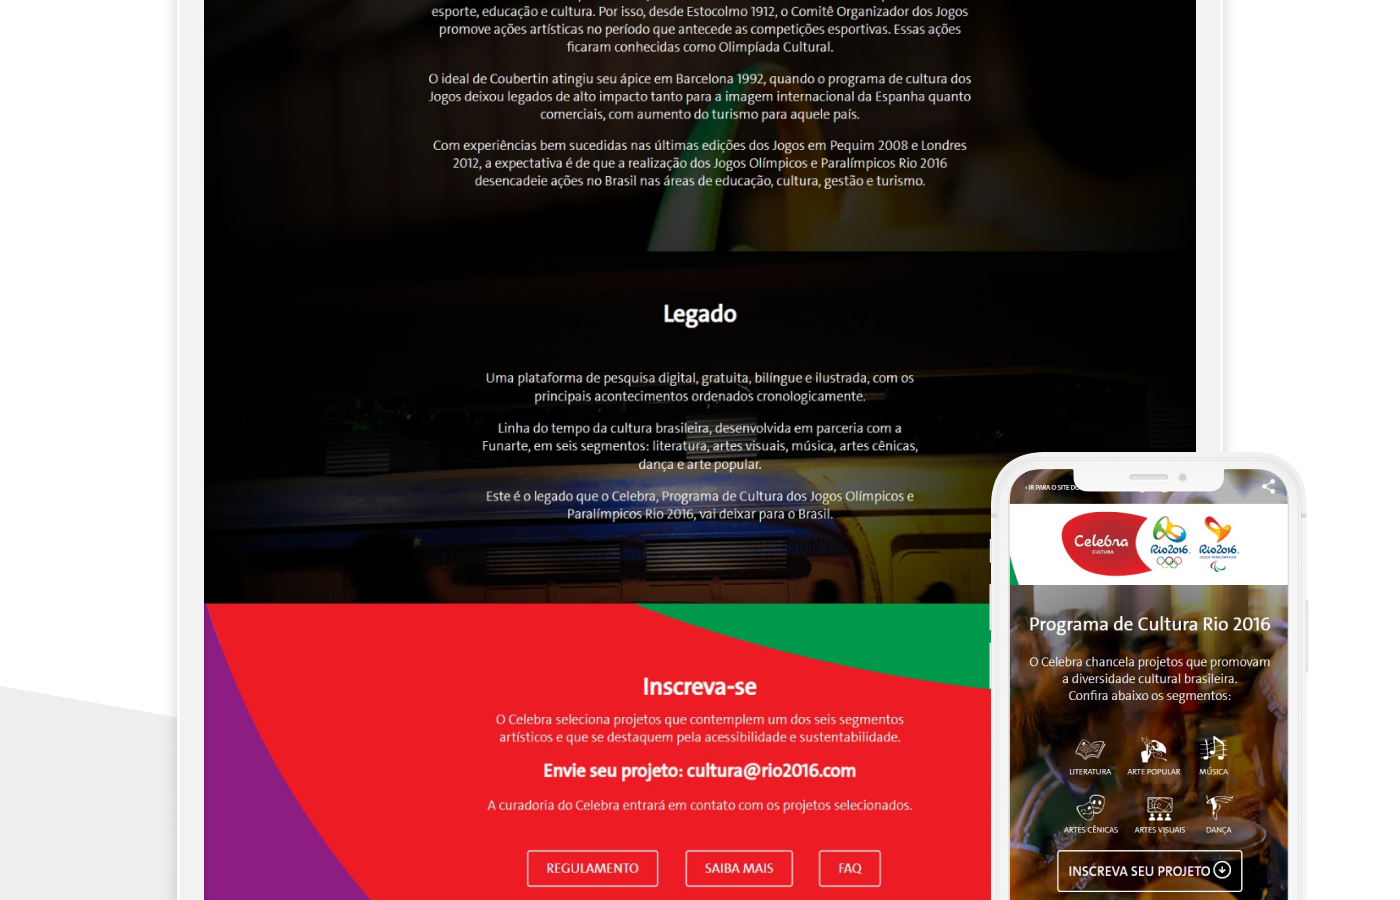 esporte, educação e cultura. Por isso, desde Estocolmo 1912, o Comitê Organizador dos Jogos
promove ações artísticas no período que antecede as competições esportivas. Essas ações
ficaram conhecidas como Olimpíada Cultural.
O ideal de Coubertin atingiu seu ápice em Barcelona 1992, quando o programa de cultura dos
Jogos deixou legados de alto impacto tanto para a imagem internacional da Espanha quanto
comerciais, com aumento do turismo para aquele país.
Com experiências bem sucedidas nas últimas edições dos Jogos em Pequim 2008 e Londres
2012, a expectativa é de que a realização dos Jogos Olímpicos e Paralímpicos Rio 2016
desencadeie ações no Brasil nas áreas de educação, cultura, gestão e turismo.
Legado
Uma plataforma de pesquisa digital, gratuita, bilíngue e ilustrada, com os
principais acontecimentos ordenados cronologicamente.
Linha do tempo da cultura brasileira, desenvolvida em parceria com a
Funarte, em seis segmentos: literatura, artes visuais, música, artes cênicas,
dança e arte popular.
Este é o legado que o Celebra, Programa de Cultura dos Jogos Olímpicos e
Paralímpicos Rio 2016, vai deixar para o Brasil.
Inscreva-se
O Celebra seleciona projetos que contemplem um dos seis segmentos
artísticos e que se destaquem pela acessibilidade e sustentabilidade.
Envie seu projeto: cultura@rio2016.com
A curadoria do Celebra entrará em contato com os projetos selecionados.
REGULAMENTO SAIBA MAIS FAQ
‹ IR PARA O SITE DO
Celebra
CULTURA
Rio2016
Rio2016
JOGOS PARALÍMPICOS
Programa de Cultura Rio 2016
O Celebra chancela projetos que promovam
a diversidade cultural brasileira.
Confira abaixo os segmentos:
LITERATURA ARTE POPULAR MÚSICA
ARTES CÊNICAS ARTES VISUAIS DANÇA
INSCREVA SEU PROJETO